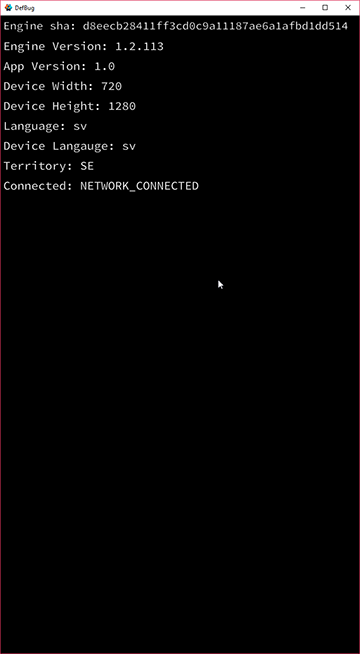 DefBug
Engine sha: d8eecb28411ff3cd0c9a11187ae6a1afbd1dd514
Engine Version: 1.2.113
App Version: 1.0
Device Width: 720
Device Height: 1280
Language: sv
Device Langauge: sv
Territory: SE
Connected: NETWORK_CONNECTED